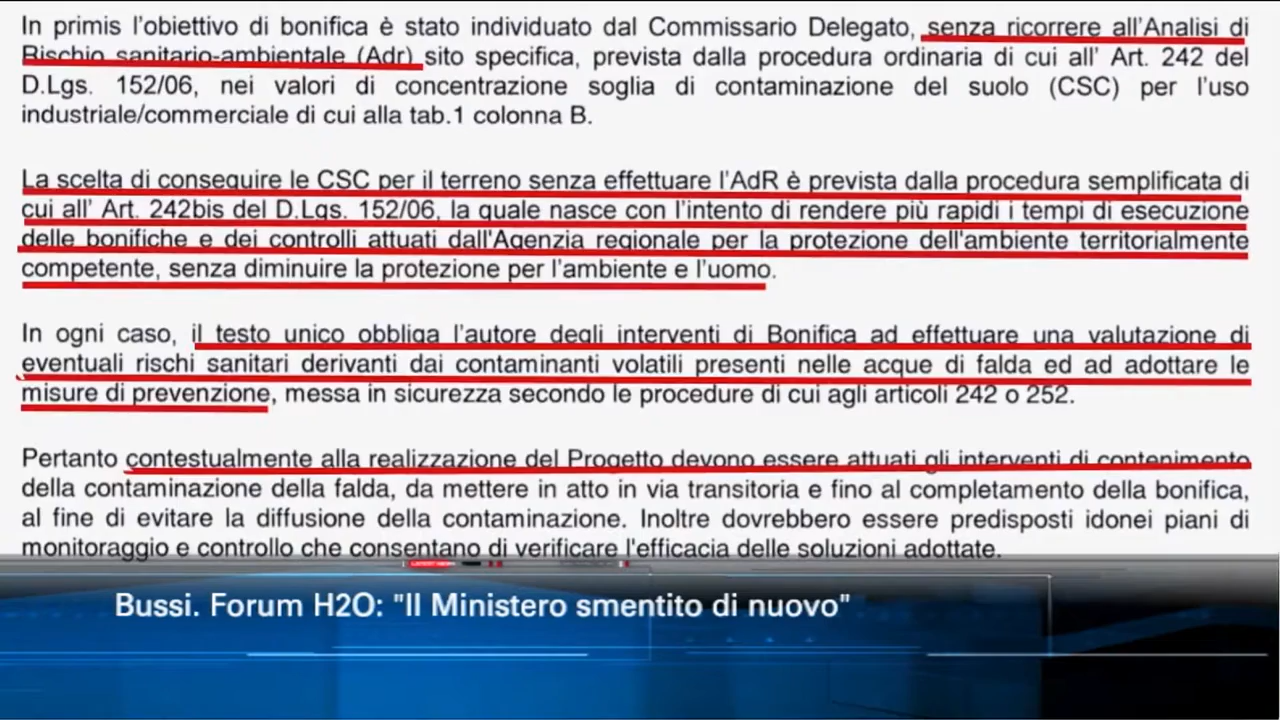 In primis l'obiettivo di bonifica è stato individuato dal Commissario Delegato, senza ricorrere all'Analisi di
Rischio sanitario-ambientale (Adr) sito specifica, prevista dalla procedura ordinaria di cui all' Art. 242 del
D.Lgs. 152/06, nei valori di concentrazione soglia di contaminazione del suolo (CSC) per l'uso
industriale/commerciale di cui alla tab.1 colonna B.
La scelta di conseguire le CSC per il terreno senza effettuare l'AdR è prevista dalla procedura semplificata di
cui all' Art. 242bis del D.Lgs. 152/06, la quale nasce con l'intento di rendere più rapidi i tempi di esecuzione
delle bonifiche e dei controlli attuati dall'Agenzia regionale per la protezione dell'ambiente territorialmente
competente, senza diminuire la protezione per l'ambiente e l'uomo.
In ogni caso, il testo unico obbliga l'autore degli interventi di Bonifica ad effettuare una valutazione di
eventuali rischi sanitari derivanti dai contaminanti volatili presenti nelle acque di falda ed ad adottare le
misure di prevenzione, messa in sicurezza secondo le procedure di cui agli articoli 242 o 252.
Pertanto contestualmente alla realizzazione del Progetto devono essere attuati gli interventi di contenimento
della contaminazione della falda, da mettere in atto in via transitoria e fino al completamento della bonifica,
al fine di evitare la diffusione della contaminazione. Inoltre dovrebbero essere predisposti idonei piani di
monitoraggio e controllo che consentano di verificare l'efficacia delle soluzioni adottate.
LATEST NEWS
Bussi. Forum H2O: "Il Ministero smentito di nuovo"